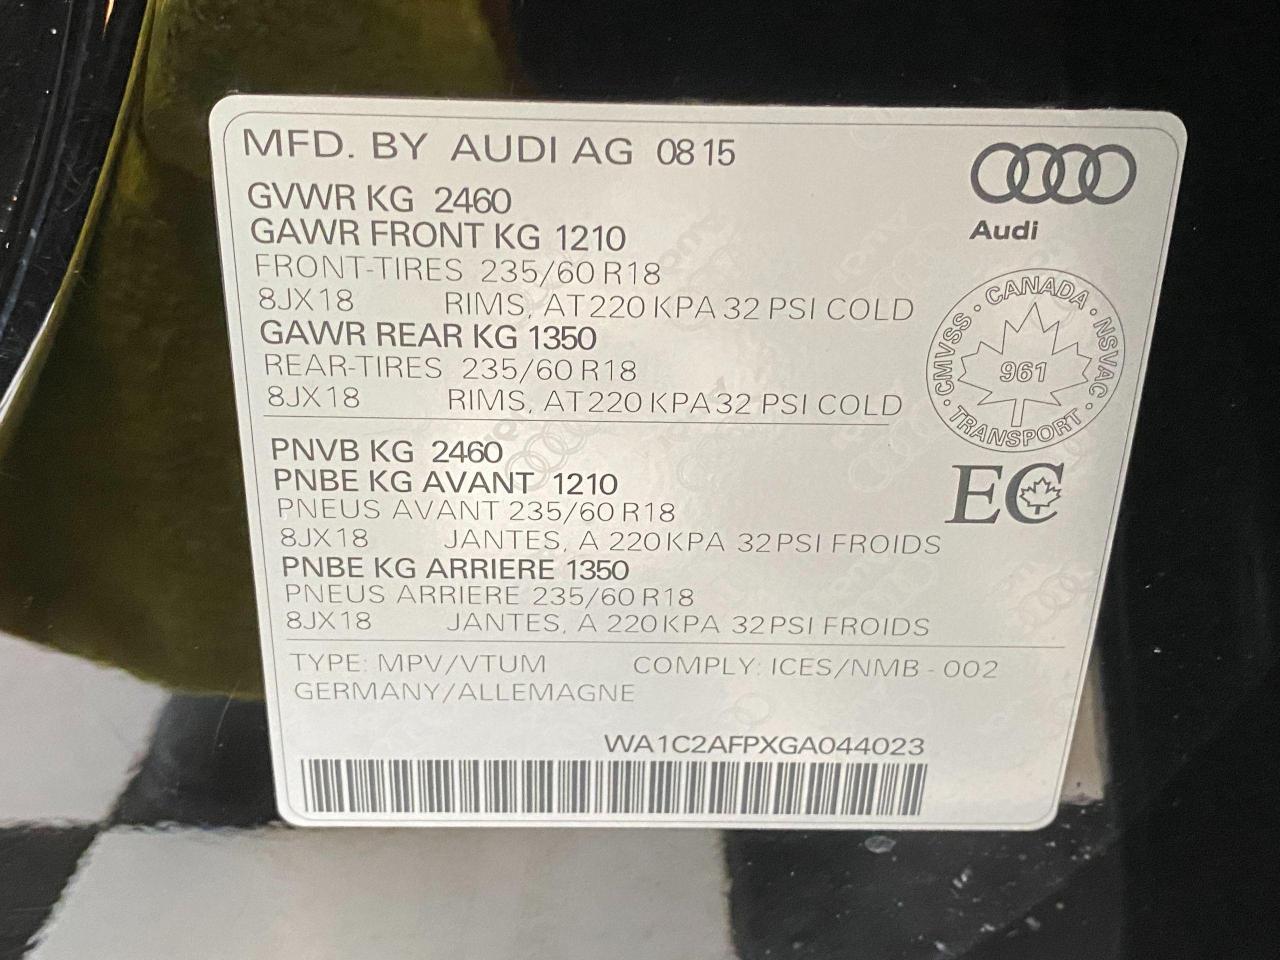 MFD. BY AUDI AG 08 15
GVWR KG 2460
GAWR FRONT KG 1210
FRONT-TIRES 235/60 R18
8JX18 RIMS, AT 220 KPA 32 PSI COLD
GAWR REAR KG 1350
REAR-TIRES 235/60 R18
8JX18 RIMS, AT 220 KPA 32 PSI COLD
Audi
CMVSS · CANADA · NSVAC · TRANSPORT ·
961
EC
PNVB KG 2460
PNBE KG AVANT 1210
PNEUS AVANT 235/60 R18
8JX18 JANTES, A 220 KPA 32 PSI FROIDS
PNBE KG ARRIERE 1350
PNEUS ARRIERE 235/60 R18
8JX18 JANTES, A 220 KPA 32 PSI FROIDS
TYPE: MPV/VTUM COMPLY: ICES/NMB - 002
GERMANY/ALLEMAGNE
WA1C2AFPXGA044023